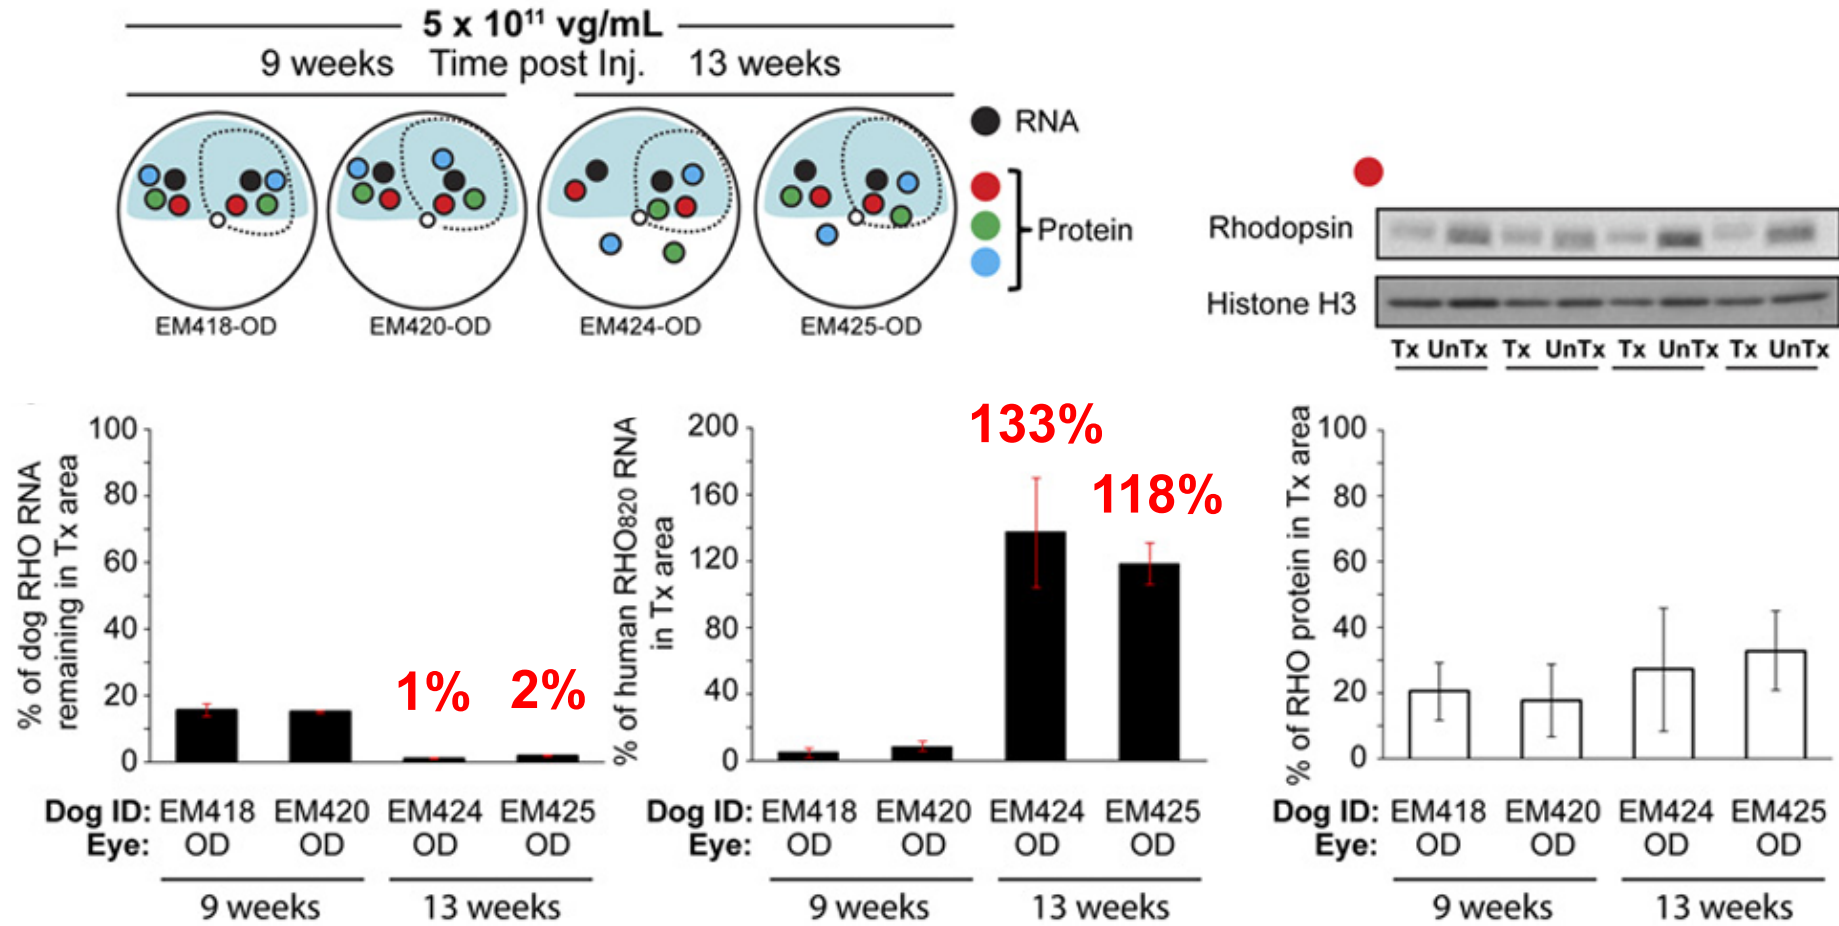 5 x 10¹¹ vg/mL
9 weeks Time post Inj. 13 weeks
RNA
Protein
EM418-OD EM420-OD EM424-OD EM425-OD
Rhodopsin
Histone H3
Tx UnTx Tx UnTx Tx UnTx Tx UnTx
% of dog RHO RNA
remaining in Tx area
100
80
60
40
20
0
1% 2%
Dog ID: EM418 EM420 EM424 EM425
Eye: OD OD OD OD
9 weeks 13 weeks
% of human RHO820 RNA
in Tx area
200
160
120
80
40
0
133%
118%
Dog ID: EM418 EM420 EM424 EM425
Eye: OD OD OD OD
9 weeks 13 weeks
% of RHO protein in Tx area
100
80
60
40
20
0
Dog ID: EM418 EM420 EM424 EM425
Eye: OD OD OD OD
9 weeks 13 weeks